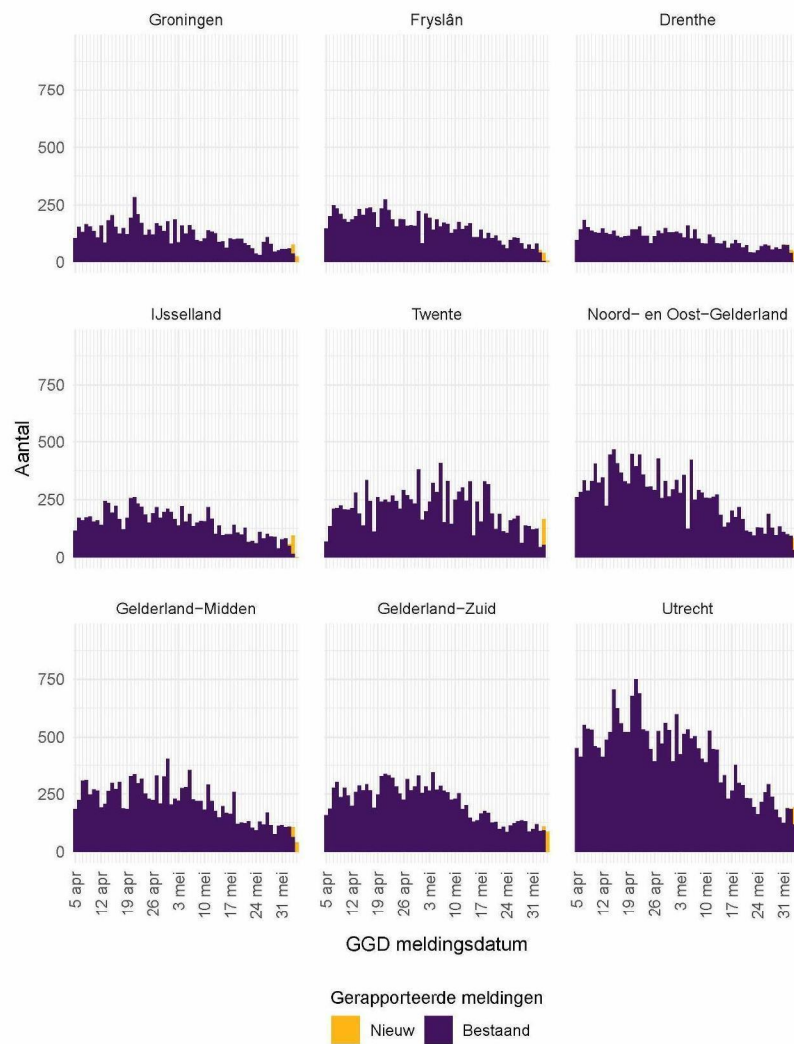 Groningen
Fryslân
Drenthe
750
500
250
0
IJsselland
Twente
Noord- en Oost-Gelderland
750
500
250
0
Aantal
Gelderland-Midden
Gelderland-Zuid
Utrecht
750
500
250
0
5 apr
12 apr
19 apr
26 apr
3 mei
10 mei
17 mei
24 mei
31 mei
5 apr
12 apr
19 apr
26 apr
3 mei
10 mei
17 mei
24 mei
31 mei
5 apr
12 apr
19 apr
26 apr
3 mei
10 mei
17 mei
24 mei
31 mei
GGD meldingsdatum
Gerapporteerde meldingen
Nieuw Bestaand